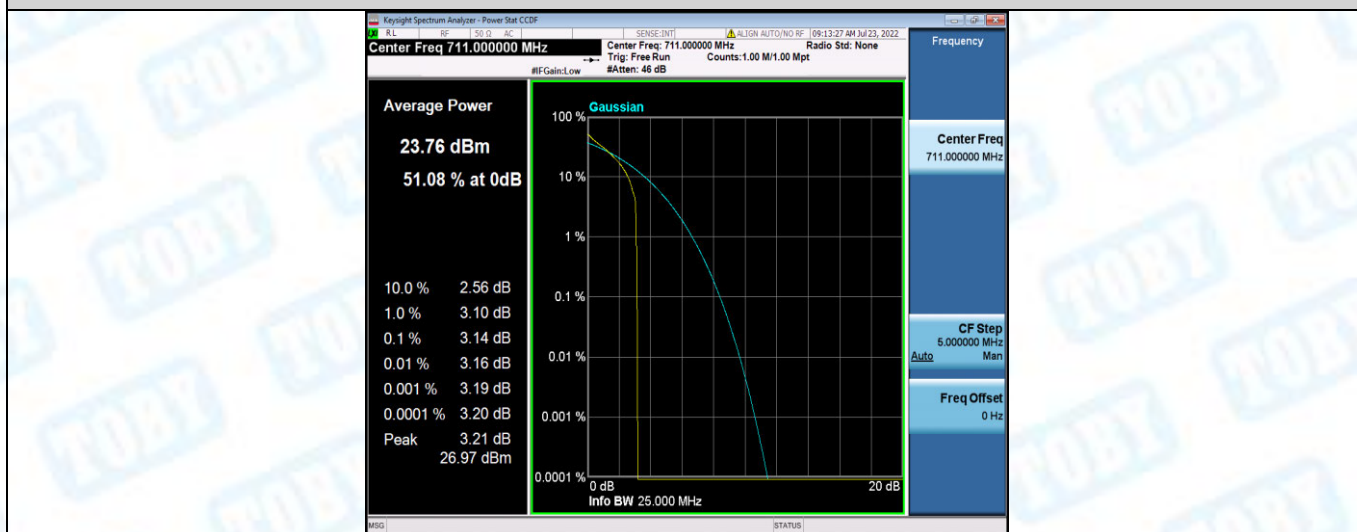 Keysight Spectrum Analyzer - Power Stat CCDF
RL RF 50 Ω AC SENSE:INT ALIGN AUTO/NO RF 09:13:27 AM Jul 23, 2022
Center Freq 711.000000 MHz
Center Freq: 711.000000 MHz Radio Std: None
Trig: Free Run Counts:1.00 M/1.00 Mpt
#IFGain:Low #Atten: 46 dB
Frequency
Average Power
23.76 dBm
51.08 % at 0dB
10.0 % 2.56 dB
1.0 % 3.10 dB
0.1 % 3.14 dB
0.01 % 3.16 dB
0.001 % 3.19 dB
0.0001 % 3.20 dB
Peak 3.21 dB
26.97 dBm
Gaussian
100 %
10 %
1 %
0.1 %
0.01 %
0.001 %
0.0001 %
0 dB 20 dB
Info BW 25.000 MHz
Center Freq
711.000000 MHz
CF Step
5.000000 MHz
Auto Man
Freq Offset
0 Hz
MSG STATUS
TOBY
TOBY
TOBY
TOBY
TOBY
TOBY